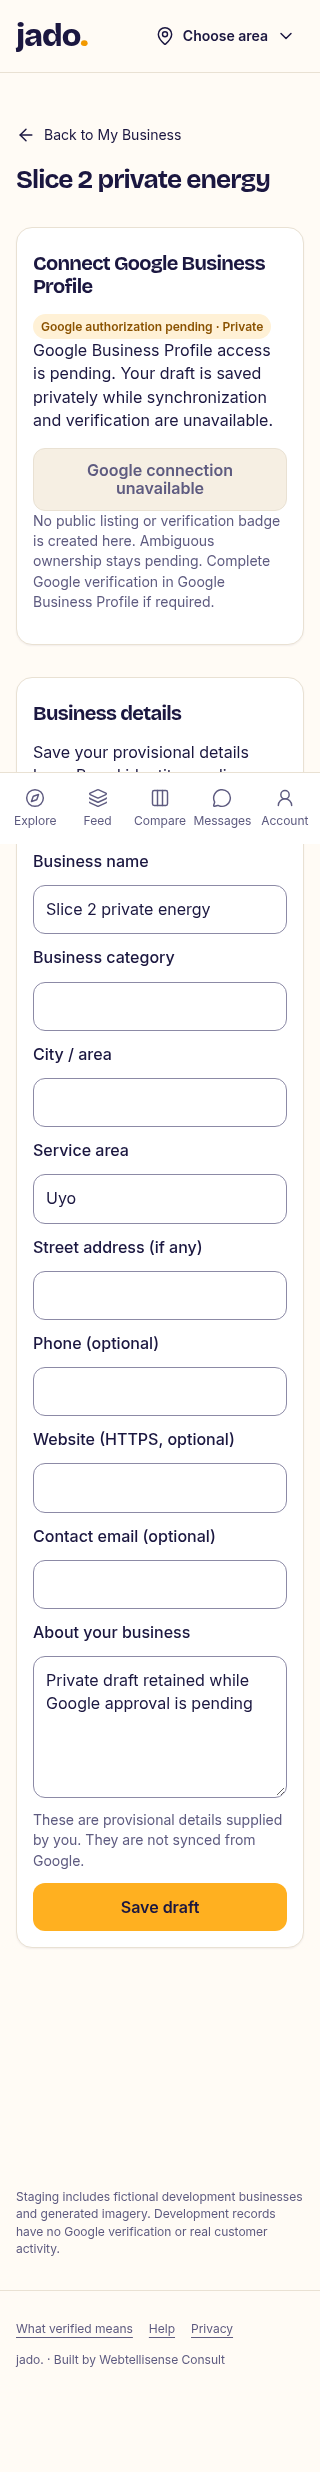 jado.
Choose area
Back to My Business
Slice 2 private energy
Connect Google Business
Profile
Google authorization pending · Private
Google Business Profile access
is pending. Your draft is saved
privately while synchronization
and verification are unavailable.
Google connection
unavailable
No public listing or verification badge
is created here. Ambiguous
ownership stays pending. Complete
Google verification in Google
Business Profile if required.
Business details
Save your provisional details
Explore
Feed
Compare
Messages
Account
Business name
Slice 2 private energy
Business category
City / area
Service area
Uyo
Street address (if any)
Phone (optional)
Website (HTTPS, optional)
Contact email (optional)
About your business
Private draft retained while
Google approval is pending
These are provisional details supplied
by you. They are not synced from
Google.
Save draft
Staging includes fictional development businesses
and generated imagery. Development records
have no Google verification or real customer
activity.
What verified means
Help
Privacy
jado. · Built by Webtellisense Consult